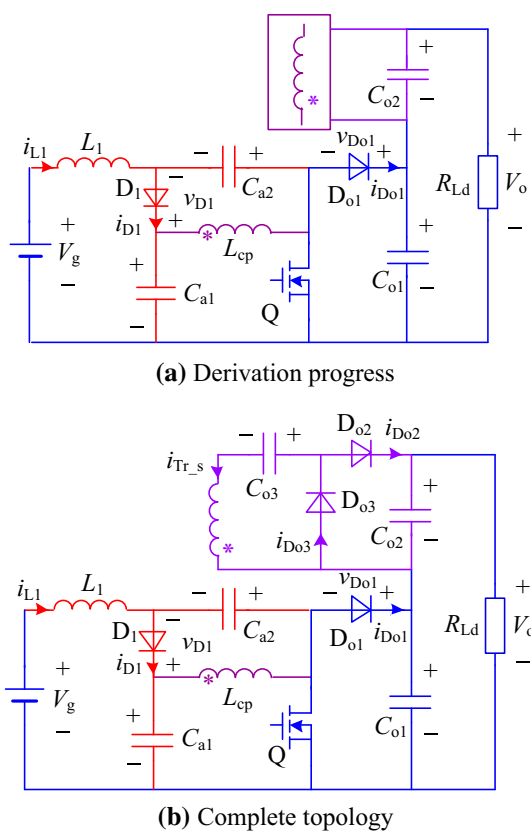 *
+
C_o2
−
i_L1 L_1
− − + − v_Do1 +
D_1 v_D1 C_a2 D_o1 i_Do1
R_Ld + V_o −
i_D1 +
* L_cp
+ V_g −
+ C_a1 −
Q
+ C_o1 −
(a) Derivation progress
− + D_o2 i_Do2
i_Tr_s C_o3
D_o3
+ C_o2 −
* i_Do3
i_L1 L_1
− − + − v_Do1 +
D_1 v_D1 C_a2 D_o1 i_Do1
R_Ld + V_o −
i_D1 +
* L_cp
+ V_g −
+ C_a1 −
Q
+ C_o1 −
(b) Complete topology